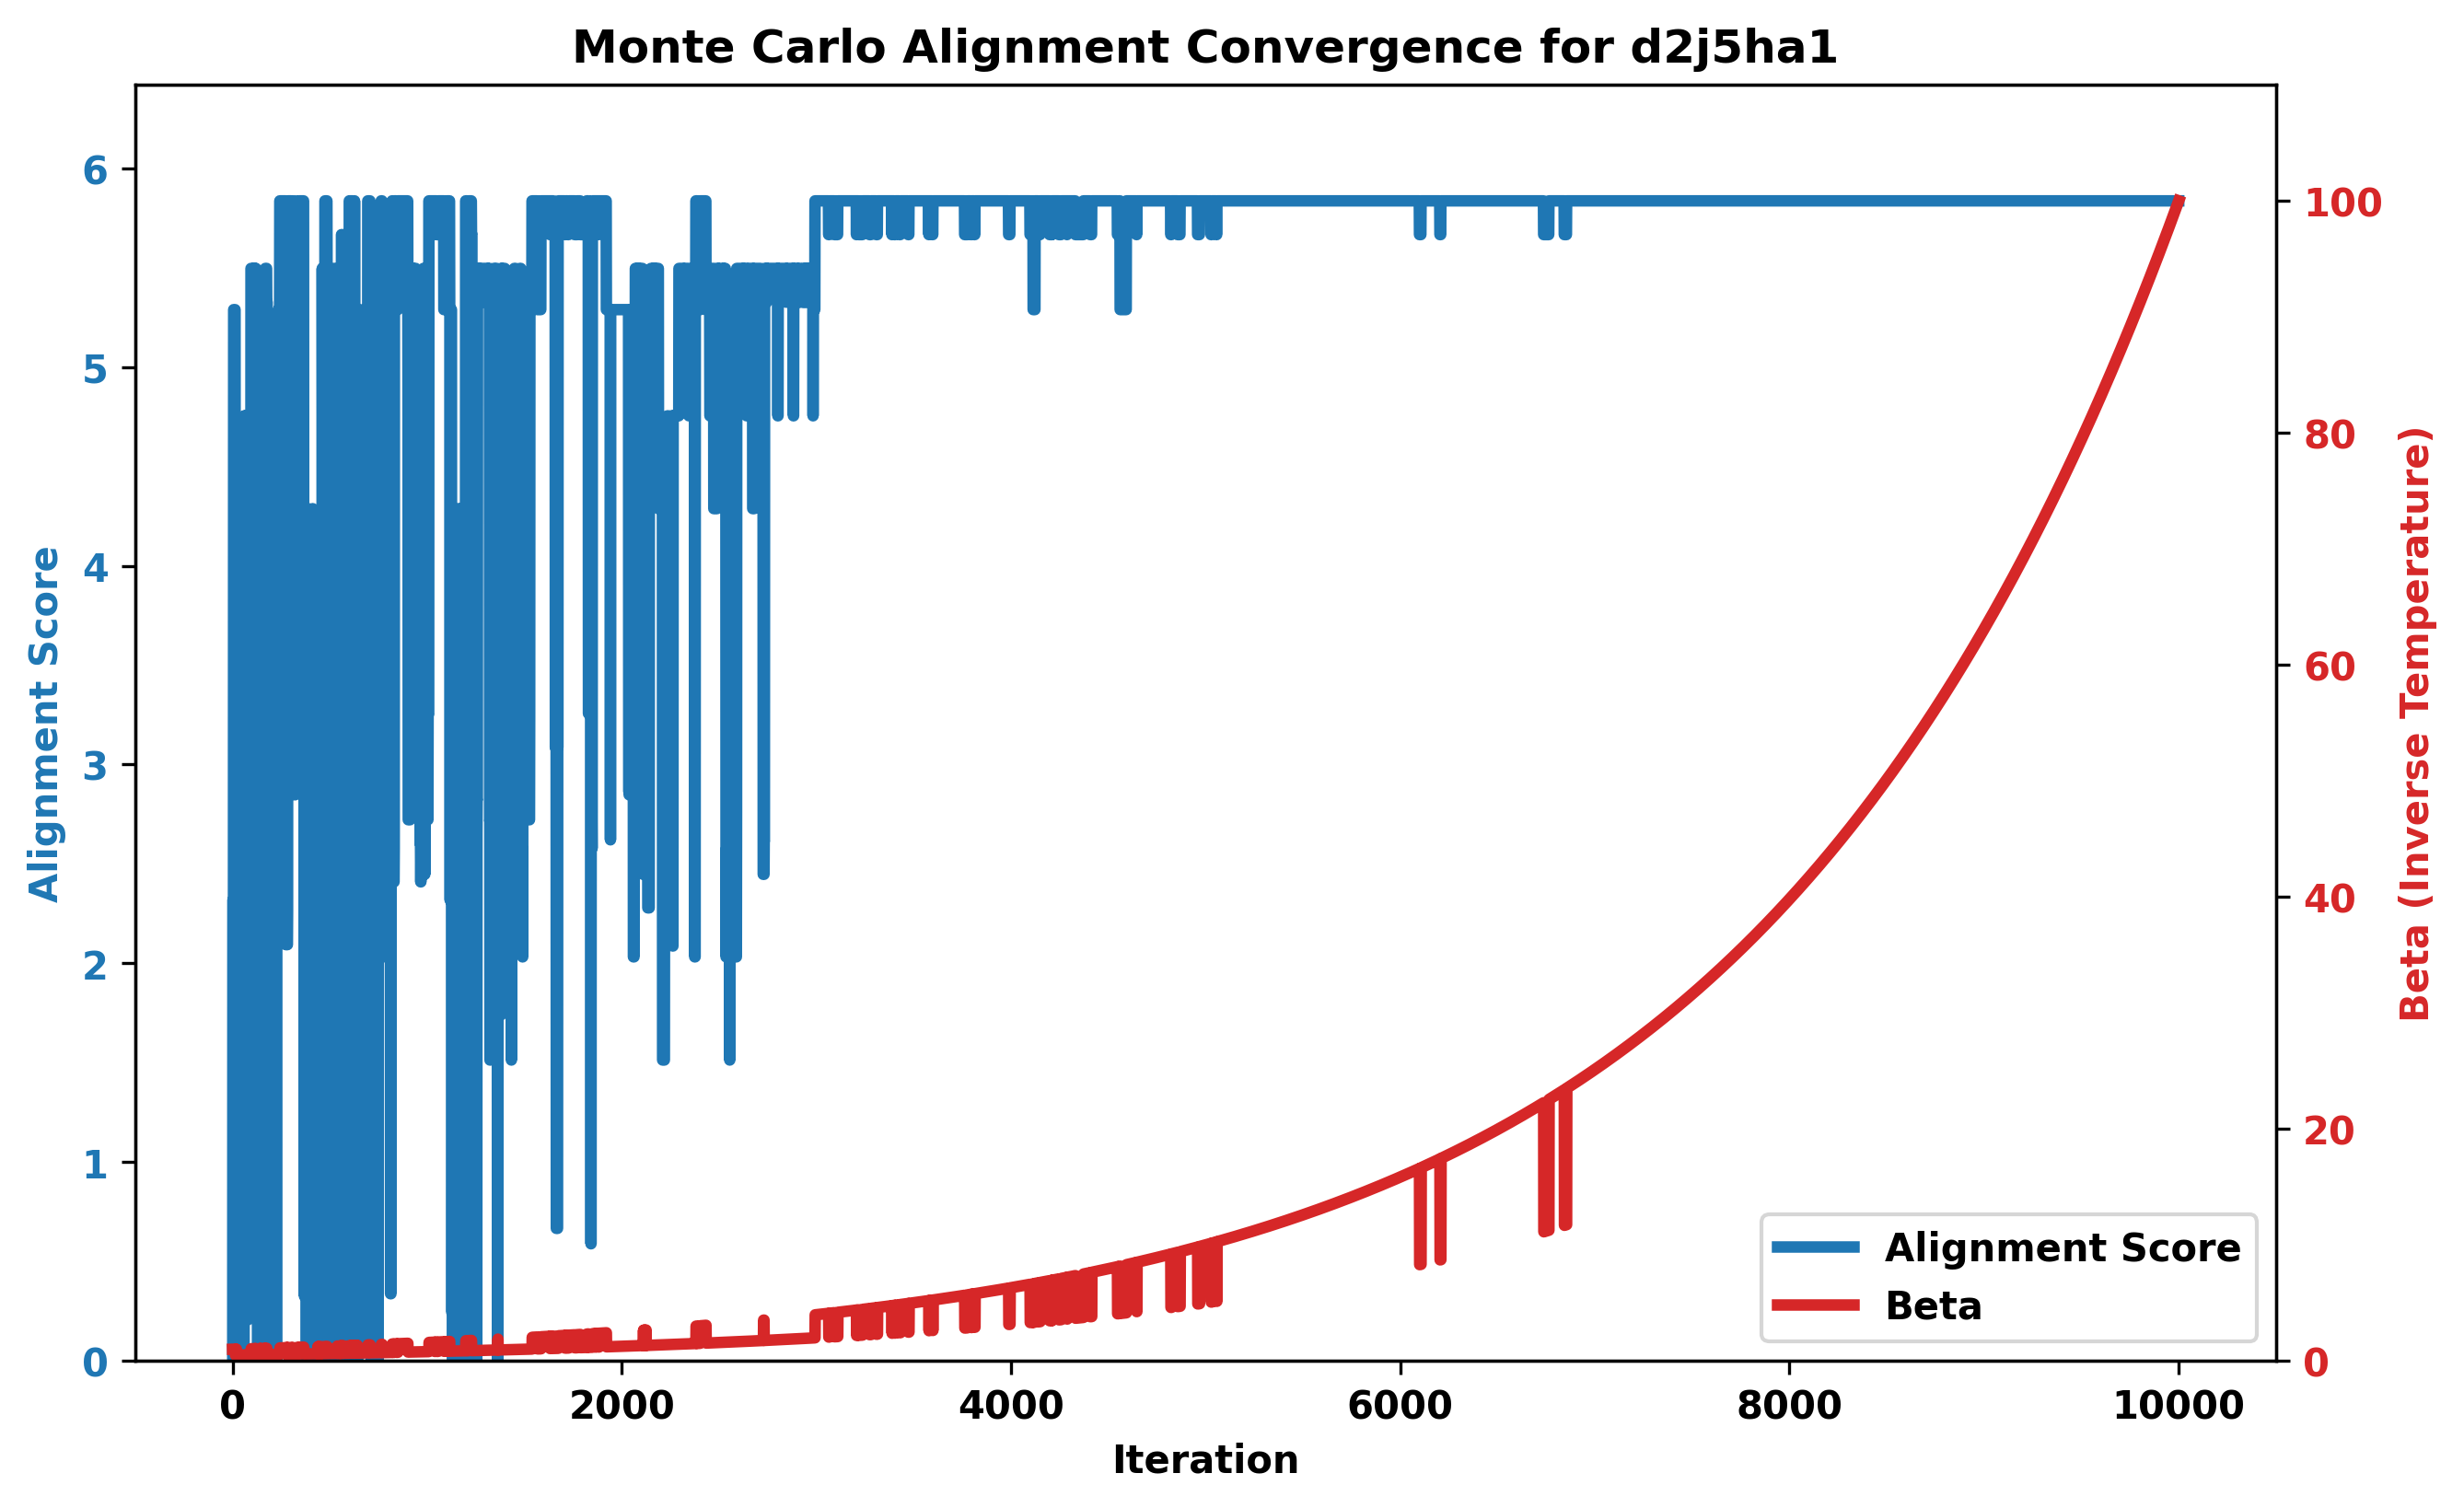 Monte Carlo Alignment Convergence for d2j5ha1
Alignment Score
6
5
4
3
2
1
0
100
80
60
40
20
0
Beta (Inverse Temperature)
Alignment Score
Beta
0 2000 4000 6000 8000 10000
Iteration